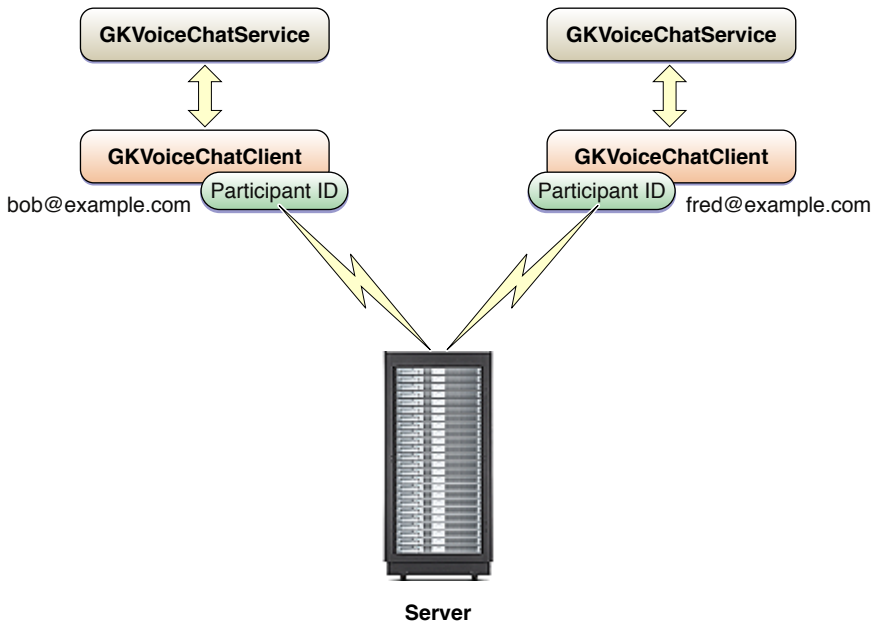 GKVoiceChatService
GKVoiceChatService
GKVoiceChatClient
GKVoiceChatClient
Participant ID
Participant ID
bob@example.com
fred@example.com
Server